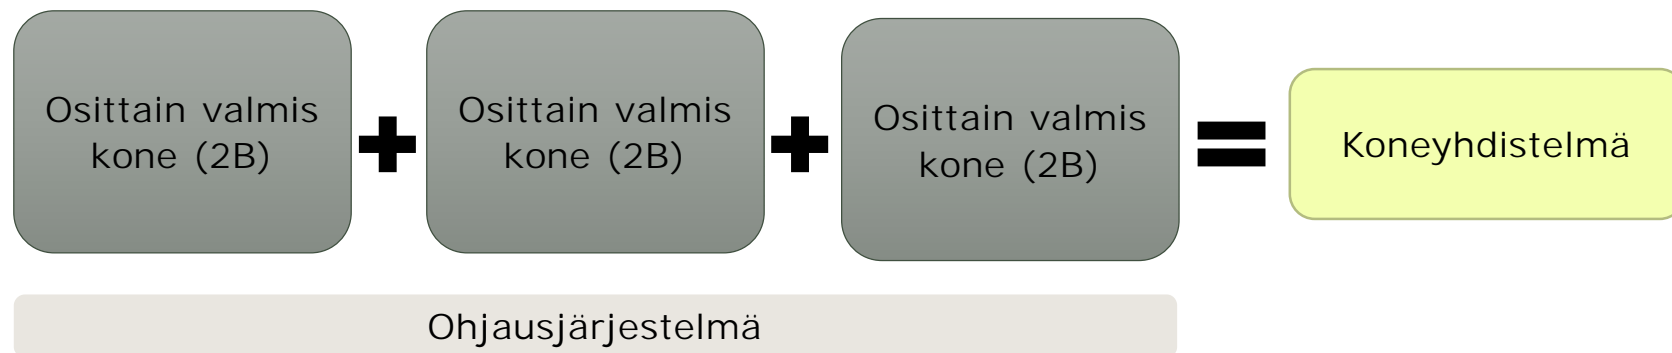 Osittain valmis
kone (2B)
Osittain valmis
kone (2B)
Osittain valmis
kone (2B)
Koneyhdistelmä
Ohjausjärjestelmä